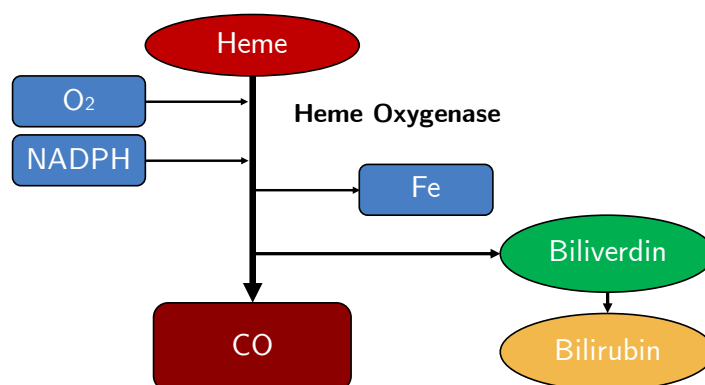 Heme
O₂
Heme Oxygenase
NADPH
Fe
Biliverdin
CO
Bilirubin